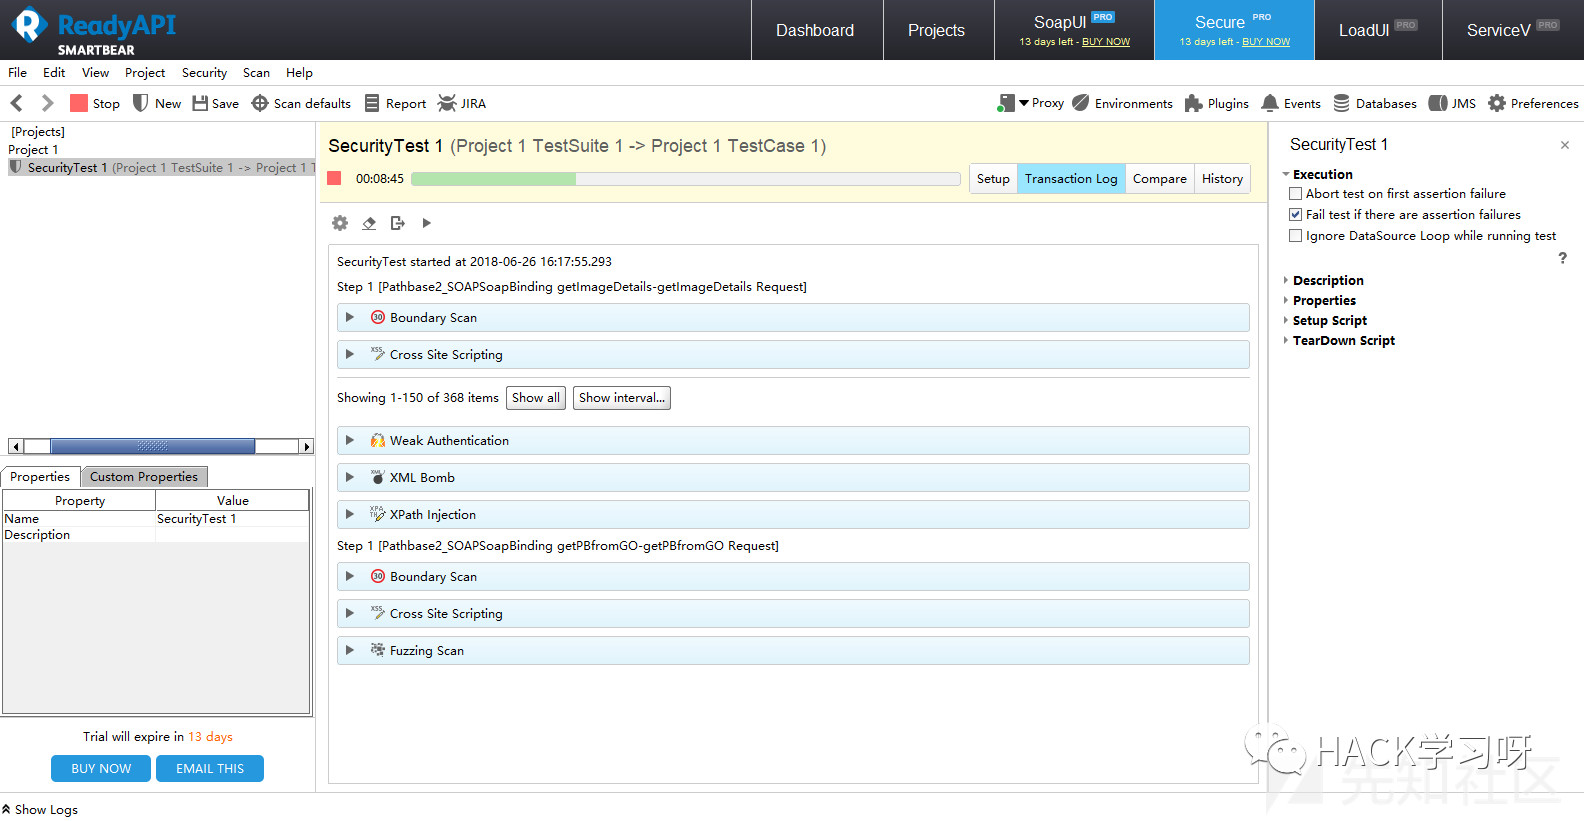 ReadyAPI
SMARTBEAR
Dashboard
Projects
SoapUI PRO
13 days left - BUY NOW
Secure PRO
13 days left - BUY NOW
LoadUI PRO
ServiceV PRO
File Edit View Project Security Scan Help
Stop New Save Scan defaults Report JIRA
Proxy Environments Plugins Events Databases JMS Preferences
[Projects]
Project 1
SecurityTest 1 (Project 1 TestSuite 1 -> Project 1 T
SecurityTest 1 (Project 1 TestSuite 1 -> Project 1 TestCase 1)
00:08:45
Setup Transaction Log Compare History
SecurityTest started at 2018-06-26 16:17:55.293
Step 1 [Pathbase2_SOAPSoapBinding getImageDetails-getImageDetails Request]
30 Boundary Scan
XSS Cross Site Scripting
Showing 1-150 of 368 items Show all Show interval...
Weak Authentication
XML XML Bomb
XPATH XPath Injection
Step 1 [Pathbase2_SOAPSoapBinding getPBfromGO-getPBfromGO Request]
30 Boundary Scan
XSS Cross Site Scripting
Fuzzing Scan
SecurityTest 1
Execution
Abort test on first assertion failure
Fail test if there are assertion failures
Ignore DataSource Loop while running test
?
Description
Properties
Setup Script
TearDown Script
Properties Custom Properties
Property Value
Name SecurityTest 1
Description
Trial will expire in 13 days
BUY NOW EMAIL THIS
Show Logs
HACK学习呀
先知社区